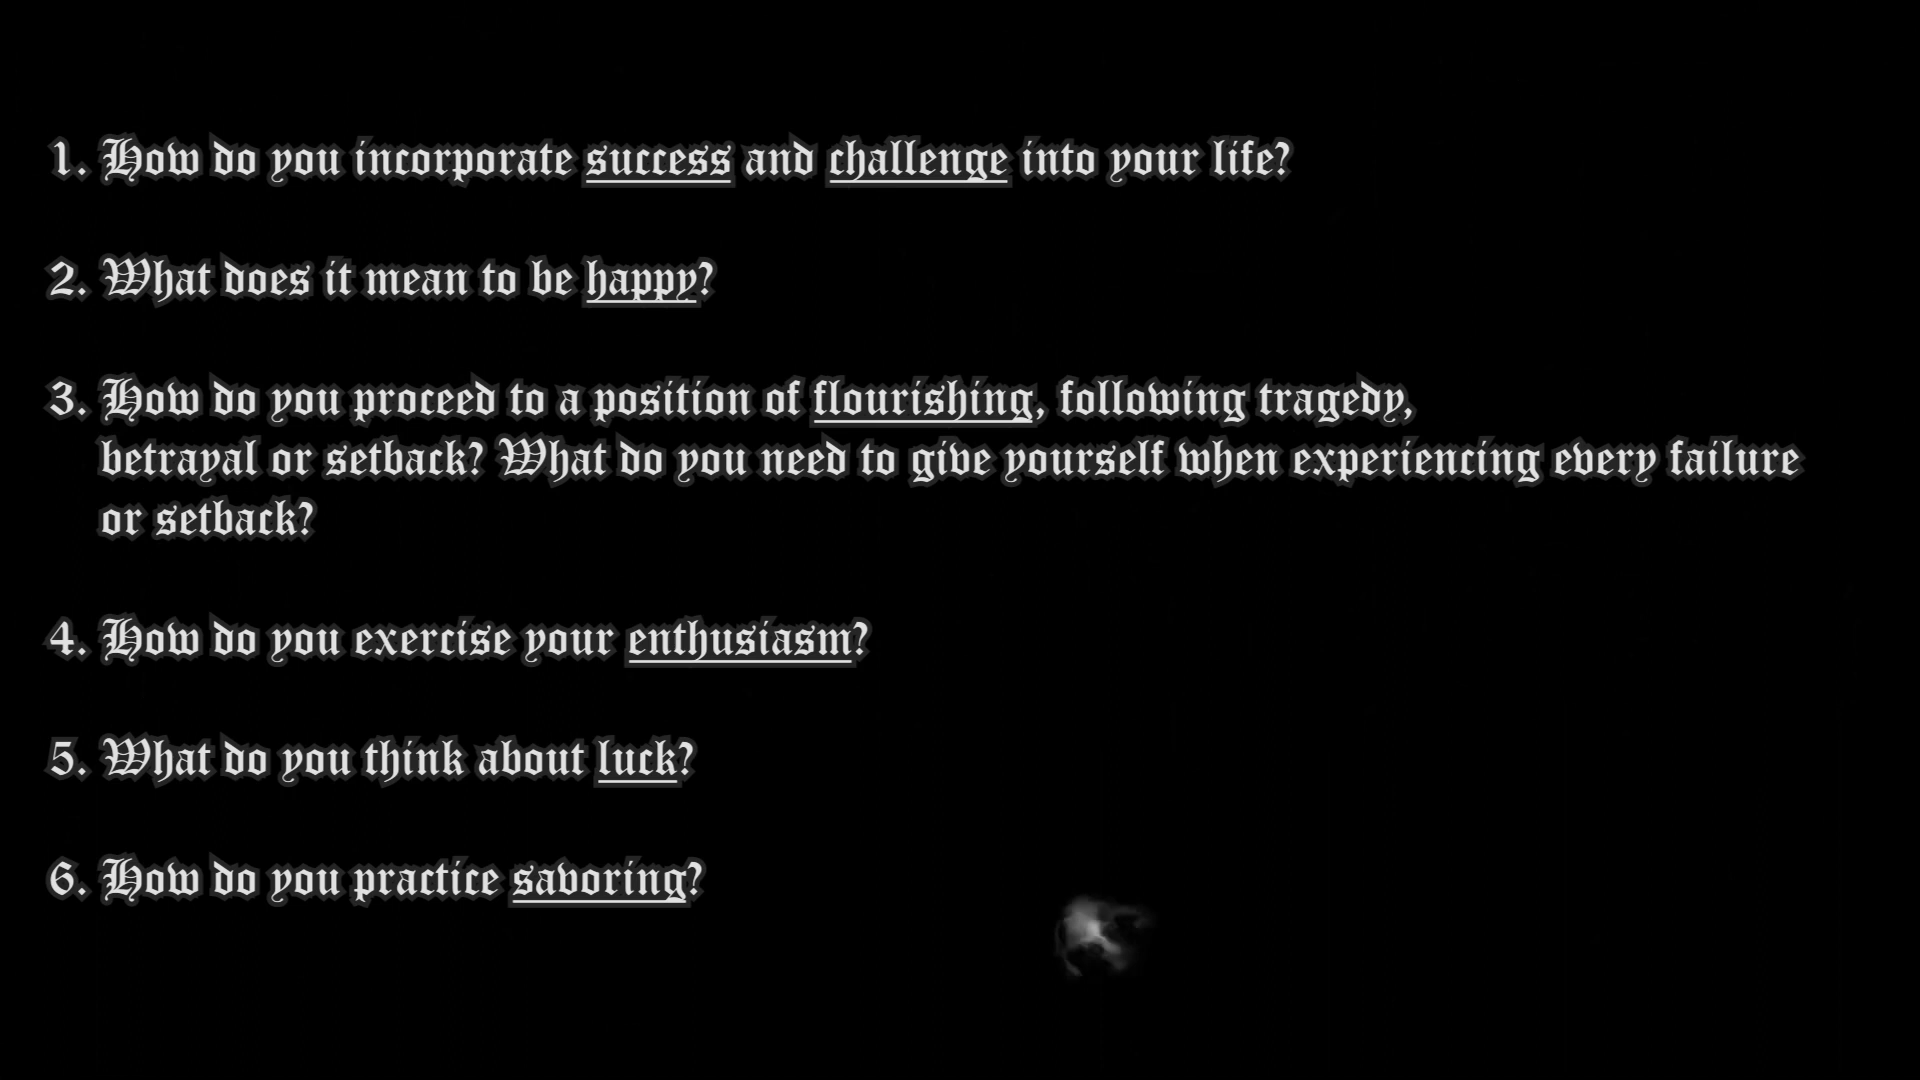 1. How do you incorporate success and challenge into your life?
2. What does it mean to be happy?
3. How do you proceed to a position of flourishing, following tragedy,
betrayal or setback? What do you need to give yourself when experiencing every failure
or setback?
4. How do you exercise your enthusiasm?
5. What do you think about luck?
6. How do you practice savoring?